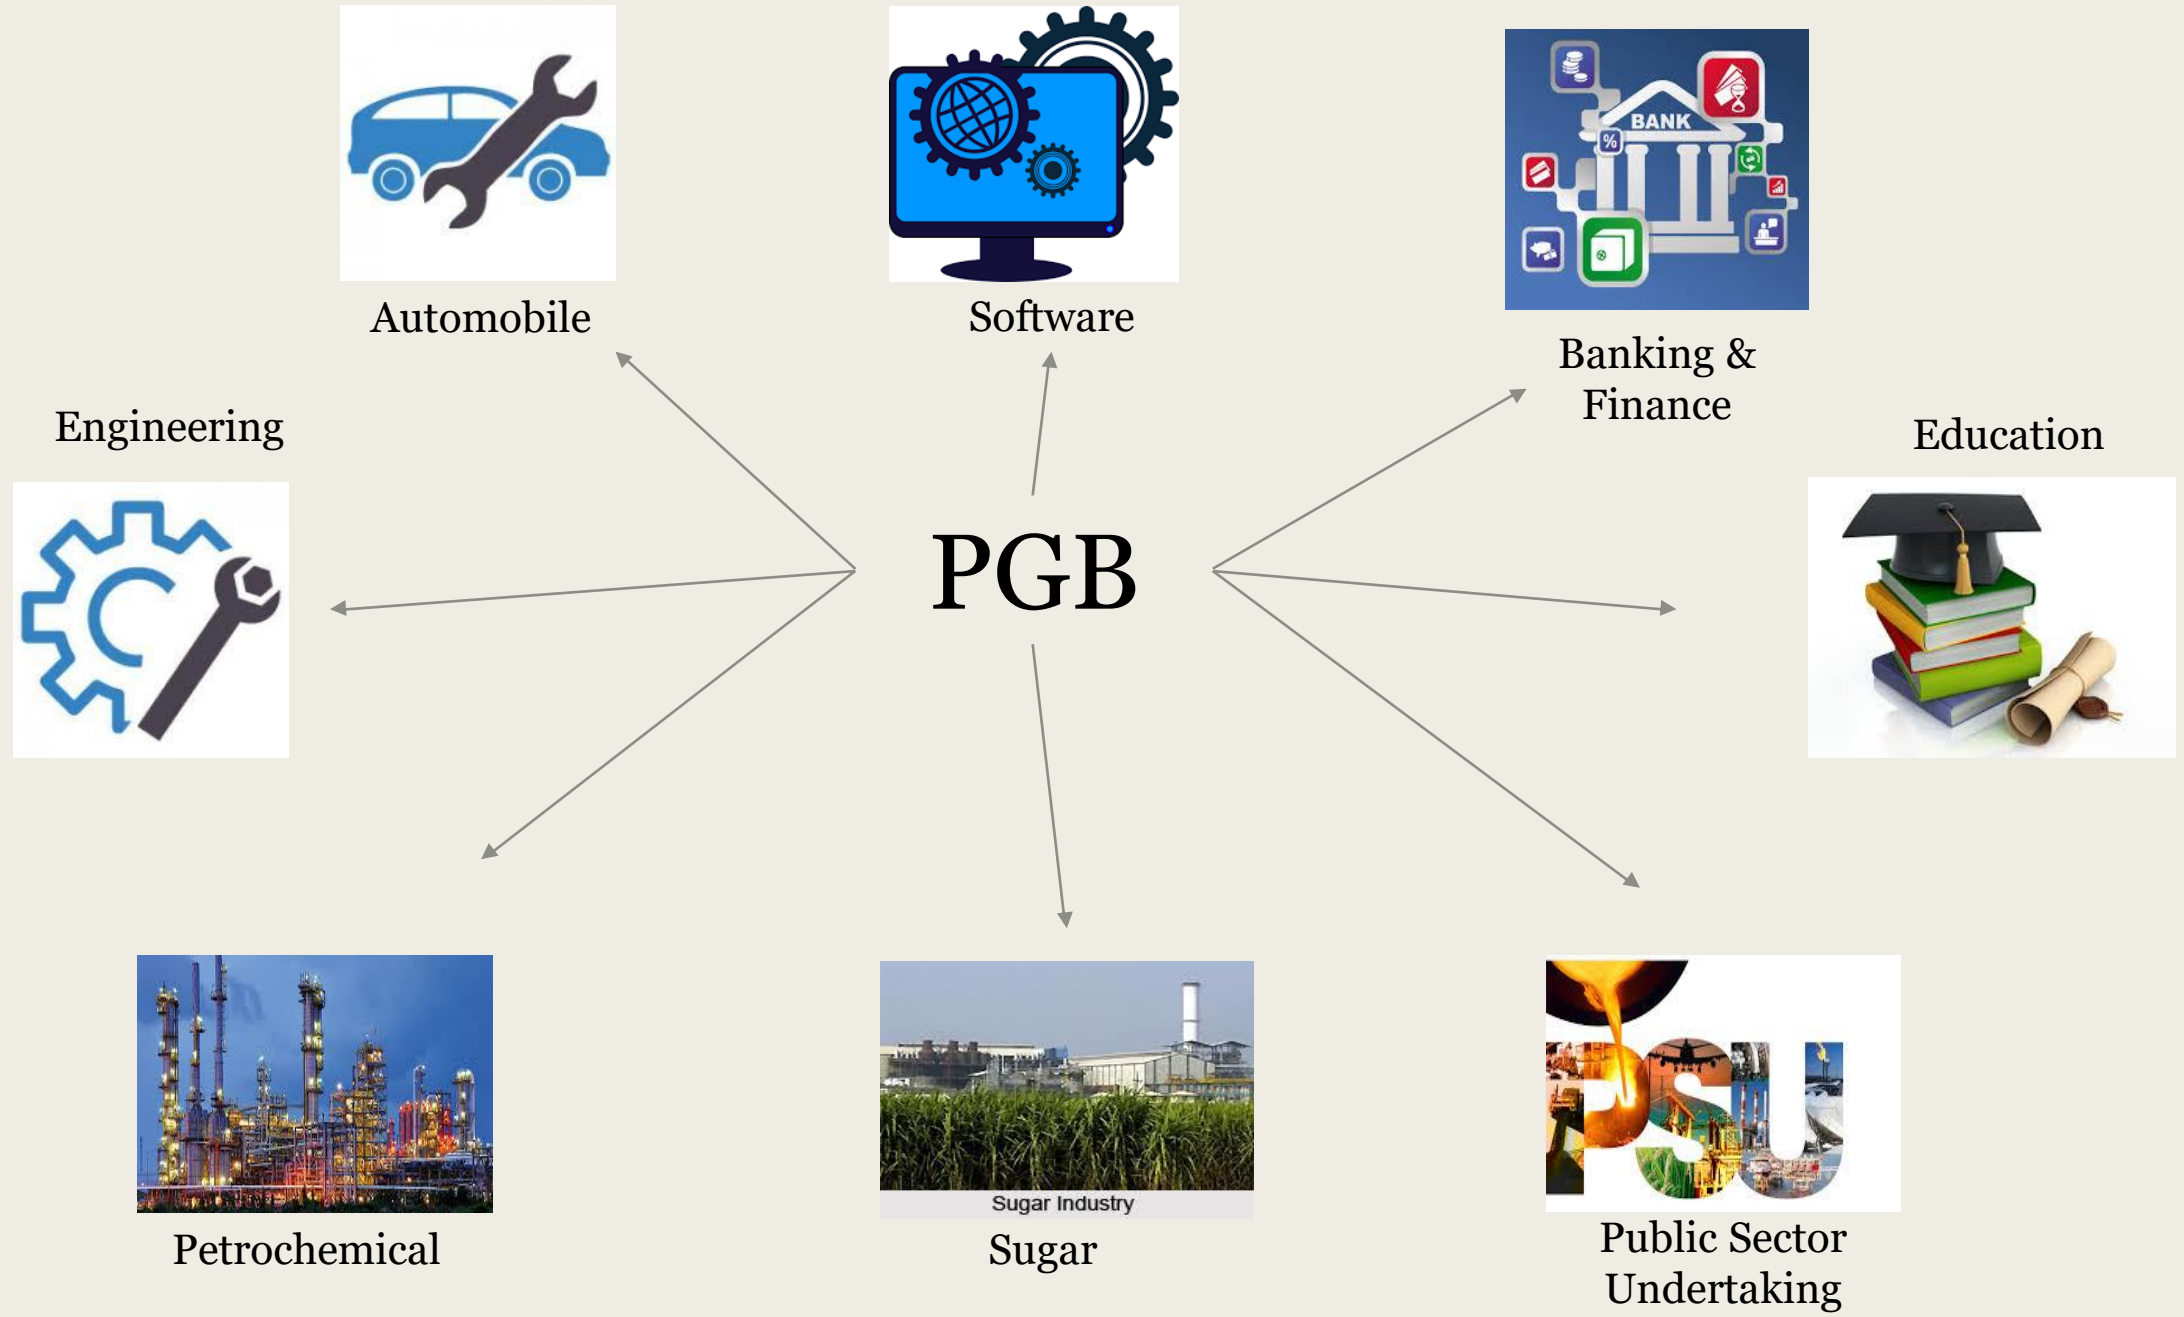 BANK
%
Automobile
Software
Banking &
Finance
Engineering
Education
PGB
PSU
Sugar Industry
Petrochemical
Sugar
Public Sector
Undertaking